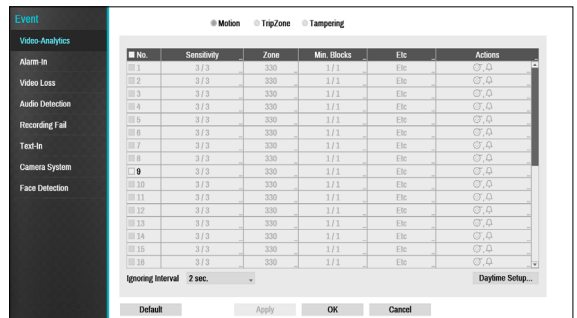 Event
Motion TripZone Tampering
Video-Analytics
Alarm-In
Video Loss
Audio Detection
Recording Fail
Text-In
Camera System
Face Detection
No. Sensitivity Zone Min. Blocks Etc Actions
1 3 / 3 330 1 / 1 Etc
2 3 / 3 330 1 / 1 Etc
3 3 / 3 330 1 / 1 Etc
4 3 / 3 330 1 / 1 Etc
5 3 / 3 330 1 / 1 Etc
6 3 / 3 330 1 / 1 Etc
7 3 / 3 330 1 / 1 Etc
8 3 / 3 330 1 / 1 Etc
9 3 / 3 330 1 / 1 Etc
10 3 / 3 330 1 / 1 Etc
11 3 / 3 330 1 / 1 Etc
12 3 / 3 330 1 / 1 Etc
13 3 / 3 330 1 / 1 Etc
14 3 / 3 330 1 / 1 Etc
15 3 / 3 330 1 / 1 Etc
16 3 / 3 330 1 / 1 Etc
Ignoring Interval 2 sec. Daytime Setup...
Default Apply OK Cancel